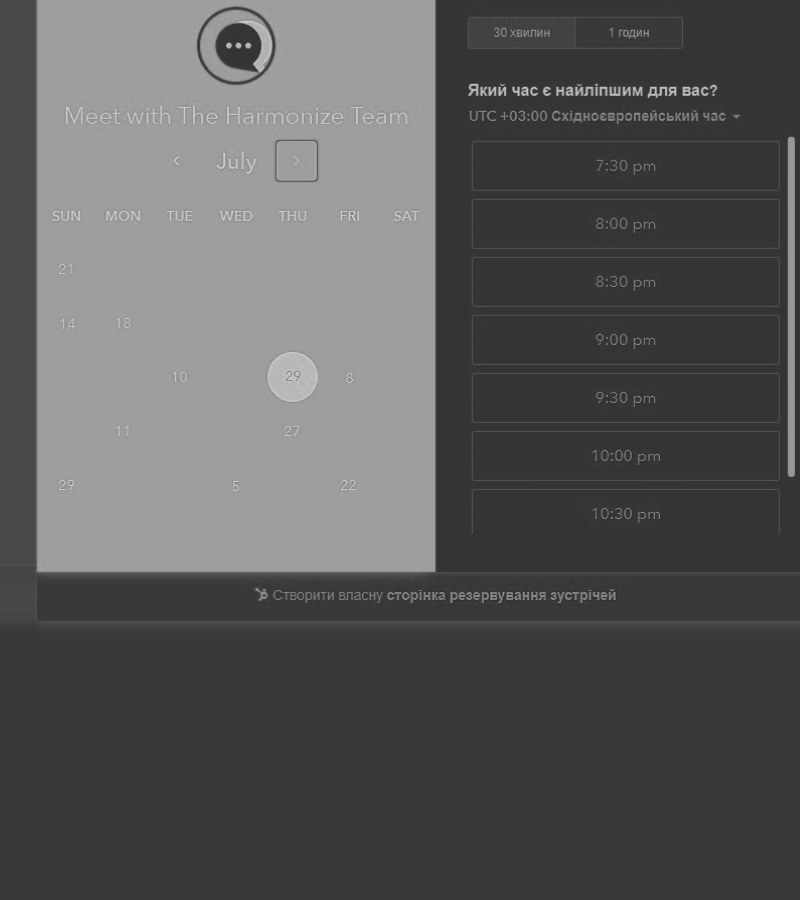 Meet with The Harmonize Team
July
SUN MON TUE WED THU FRI SAT
21
14 18
10 29 8
11 27
29 5 22
30 хвилин 1 годин
Який час є найліпшим для вас?
UTC +03:00 Східноєвропейський час
7:30 pm
8:00 pm
8:30 pm
9:00 pm
9:30 pm
10:00 pm
10:30 pm
Створити власну сторінка резервування зустрічей